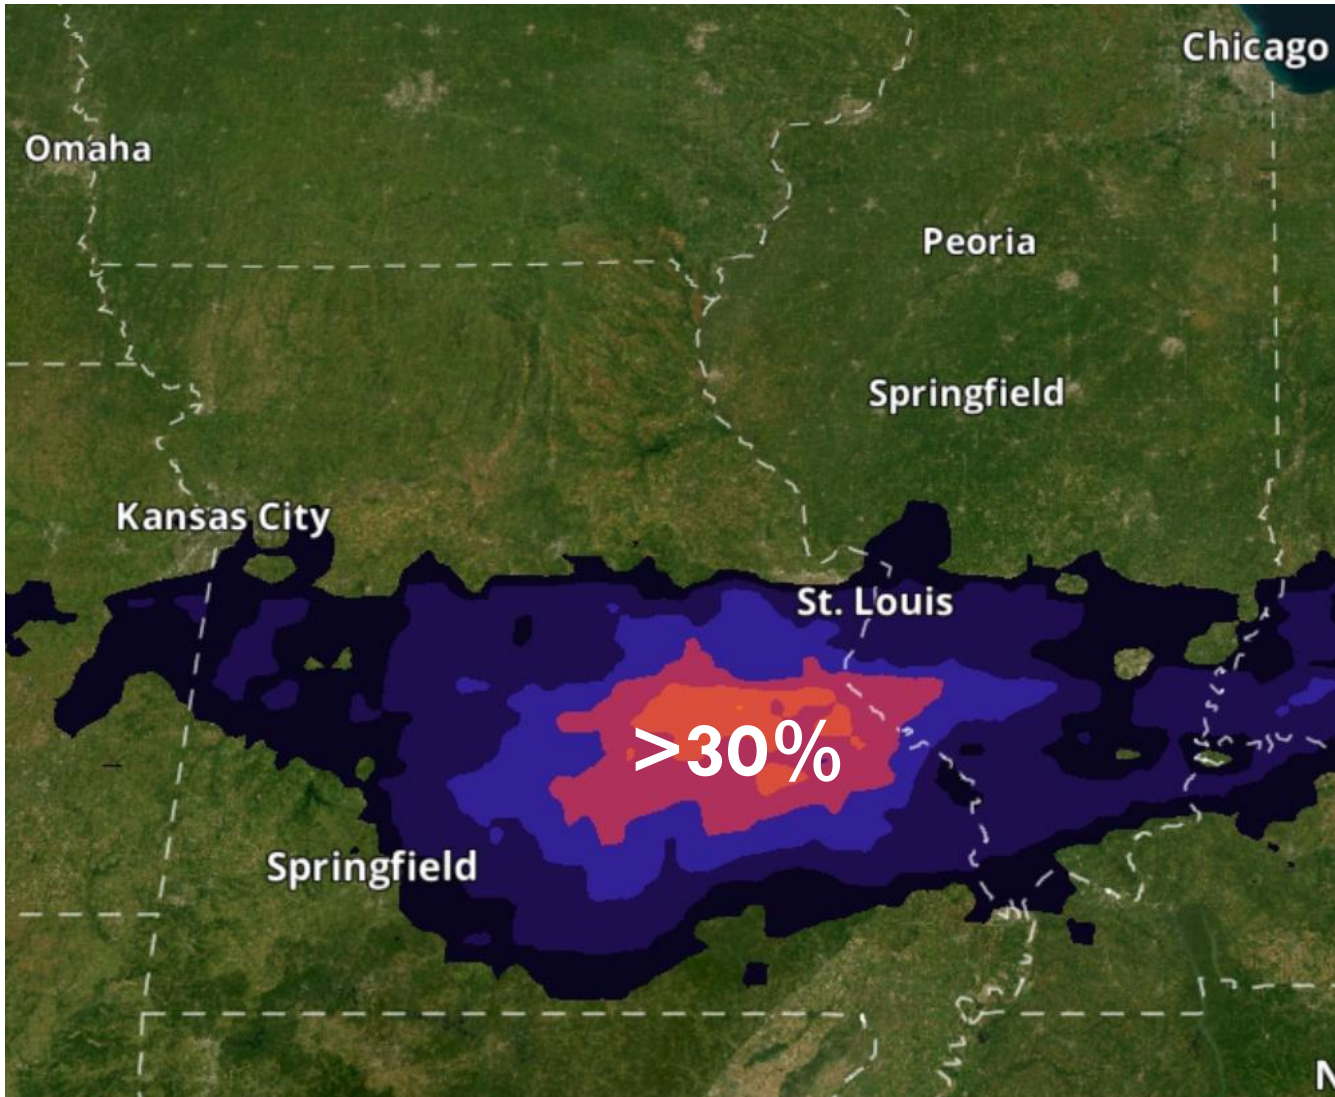 Chicago
Omaha
Peoria
Springfield
Kansas City
St. Louis
>30%
Springfield
N